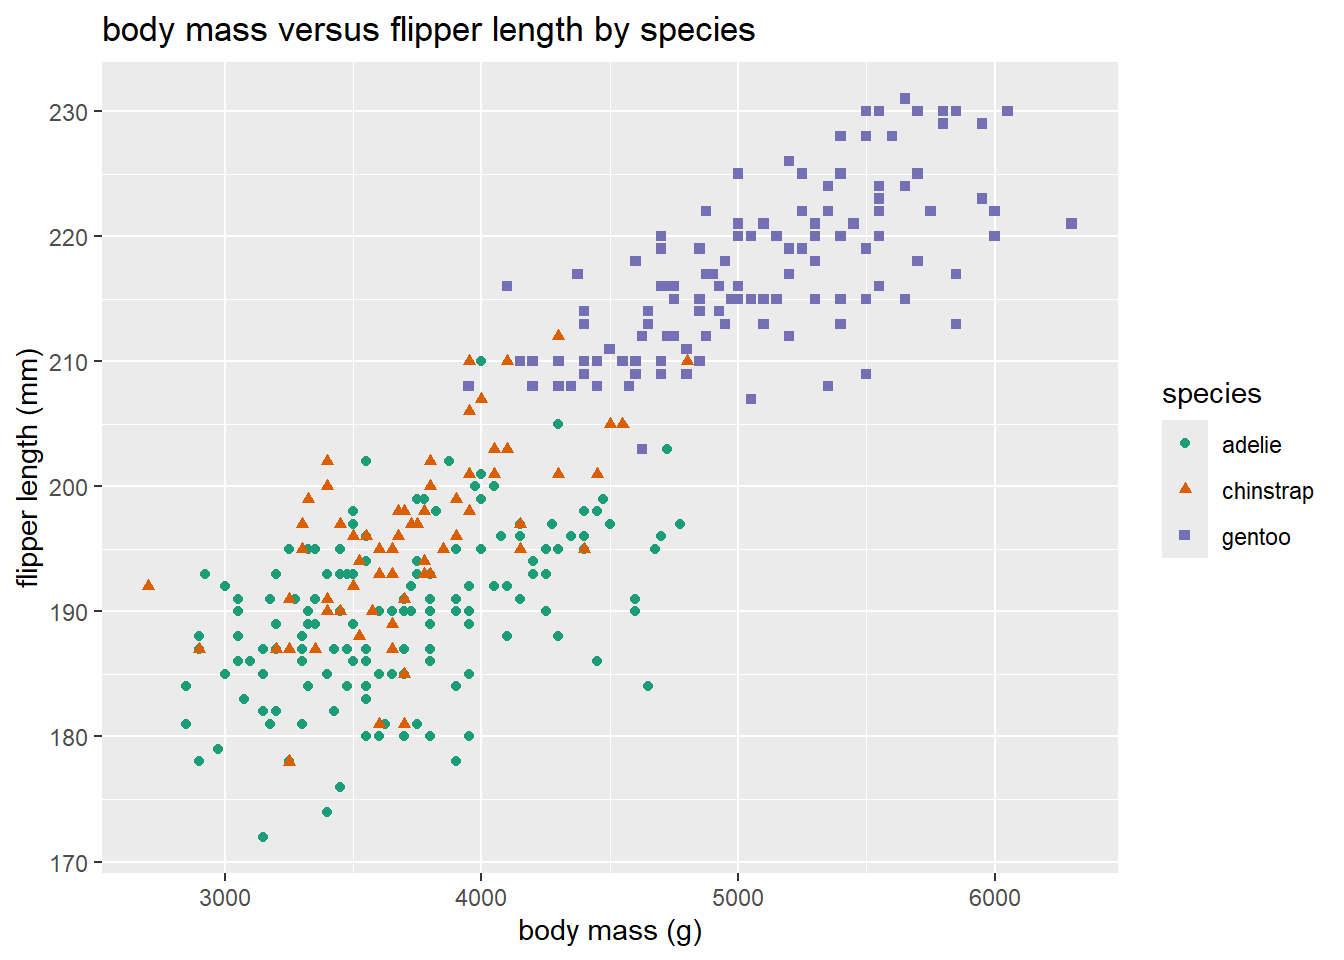 body mass versus flipper length by species
flipper length (mm)
230
220
210
200
190
180
170
3000
4000
5000
6000
body mass (g)
species
adelie
chinstrap
gentoo